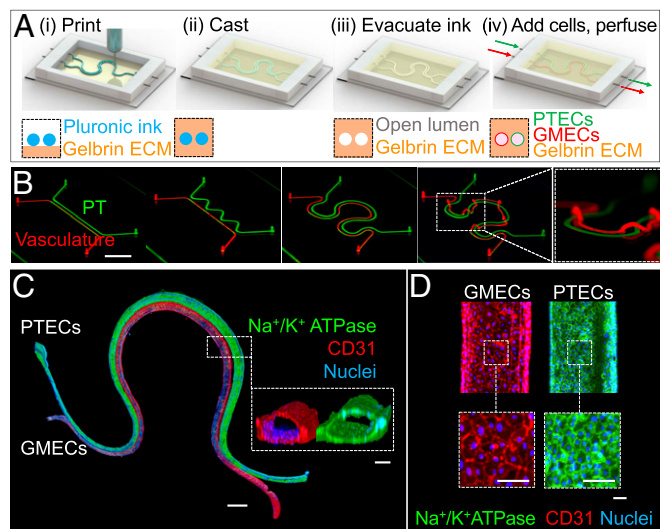 A
(i) Print
(ii) Cast
(iii) Evacuate ink
(iv) Add cells, perfuse
Pluronic ink
Gelbrin ECM
Open lumen
Gelbrin ECM
PTECs
GMECs
Gelbrin ECM
B
PT
Vasculature
C
PTECs
GMECs
Na⁺/K⁺ ATPase
CD31
Nuclei
D
GMECs
PTECs
Na⁺/K⁺ATPase CD31 Nuclei